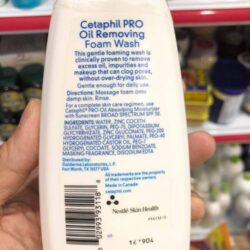 Cetaphil PRO
Oil Removing
Foam Wash
This gentle foaming wash is
clinically proven to remove
excess oil, impurities and
makeup that can clog pores,
without over-drying skin.
Gentle enough for daily use.
Directions: Massage foam onto
damp skin. Rinse.
For a complete skin care regimen, use
Cetaphil® PRO Oil Absorbing Moisturizer
with Sunscreen BROAD SPECTRUM SPF 30.
INGREDIENTS: WATER, ZINC COCETH
SULFATE, GLYCERIN, PEG-15
DIPOTASSIUM, ZINC GLUCONATE, PEG-200
HYDROGENATED GLYCERYL PALMATE, PEG-40
HYDROGENATED CASTOR OIL, PEG-7
GLYCERYL COCOATE, SODIUM BENZOATE,
MASKING FRAGRANCE, DISODIUM EDTA
Distributed by:
Galderma Laboratories, L.P.
Fort Worth, TX 76177 USA
All trademarks are the property
of their respective owners.
Made in Canada
cetaphil.com
Nestlé Skin Health